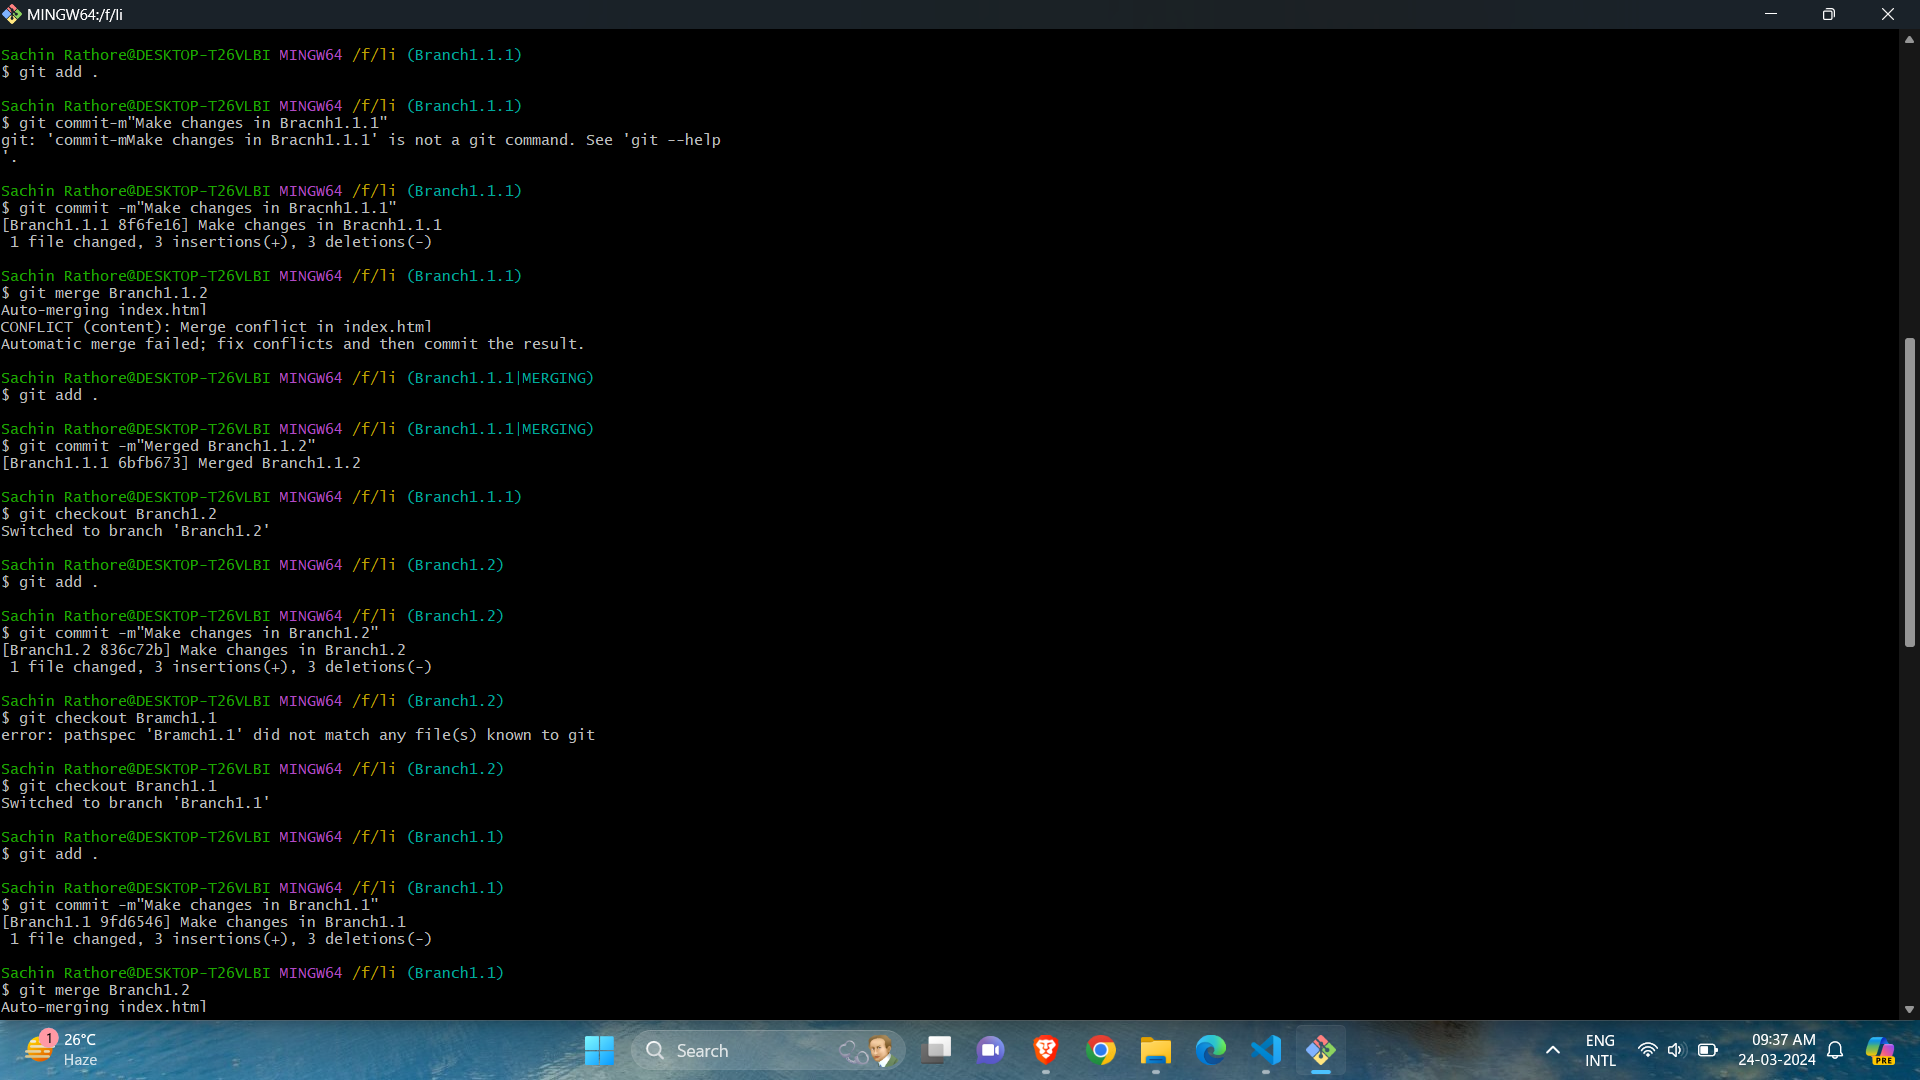 MINGW64:/f/li
Sachin Rathore@DESKTOP-T26VLBI MINGW64 /f/li (Branch1.1.1)
$ git add .
Sachin Rathore@DESKTOP-T26VLBI MINGW64 /f/li (Branch1.1.1)
$ git commit-m"Make changes in Bracnh1.1.1"
git: 'commit-mMake changes in Bracnh1.1.1' is not a git command. See 'git --help
'.
Sachin Rathore@DESKTOP-T26VLBI MINGW64 /f/li (Branch1.1.1)
$ git commit -m"Make changes in Bracnh1.1.1"
[Branch1.1.1 8f6fe16] Make changes in Bracnh1.1.1
 1 file changed, 3 insertions(+), 3 deletions(-)
Sachin Rathore@DESKTOP-T26VLBI MINGW64 /f/li (Branch1.1.1)
$ git merge Branch1.1.2
Auto-merging index.html
CONFLICT (content): Merge conflict in index.html
Automatic merge failed; fix conflicts and then commit the result.
Sachin Rathore@DESKTOP-T26VLBI MINGW64 /f/li (Branch1.1.1|MERGING)
$ git add .
Sachin Rathore@DESKTOP-T26VLBI MINGW64 /f/li (Branch1.1.1|MERGING)
$ git commit -m"Merged Branch1.1.2"
[Branch1.1.1 6bfb673] Merged Branch1.1.2
Sachin Rathore@DESKTOP-T26VLBI MINGW64 /f/li (Branch1.1.1)
$ git checkout Branch1.2
Switched to branch 'Branch1.2'
Sachin Rathore@DESKTOP-T26VLBI MINGW64 /f/li (Branch1.2)
$ git add .
Sachin Rathore@DESKTOP-T26VLBI MINGW64 /f/li (Branch1.2)
$ git commit -m"Make changes in Branch1.2"
[Branch1.2 836c72b] Make changes in Branch1.2
 1 file changed, 3 insertions(+), 3 deletions(-)
Sachin Rathore@DESKTOP-T26VLBI MINGW64 /f/li (Branch1.2)
$ git checkout Bramch1.1
error: pathspec 'Bramch1.1' did not match any file(s) known to git
Sachin Rathore@DESKTOP-T26VLBI MINGW64 /f/li (Branch1.2)
$ git checkout Branch1.1
Switched to branch 'Branch1.1'
Sachin Rathore@DESKTOP-T26VLBI MINGW64 /f/li (Branch1.1)
$ git add .
Sachin Rathore@DESKTOP-T26VLBI MINGW64 /f/li (Branch1.1)
$ git commit -m"Make changes in Branch1.1"
[Branch1.1 9fd6546] Make changes in Branch1.1
 1 file changed, 3 insertions(+), 3 deletions(-)
Sachin Rathore@DESKTOP-T26VLBI MINGW64 /f/li (Branch1.1)
$ git merge Branch1.2
Auto-merging index.html
1
26°C
Haze
Search
ENG
INTL
09:37 AM
24-03-2024
PRE